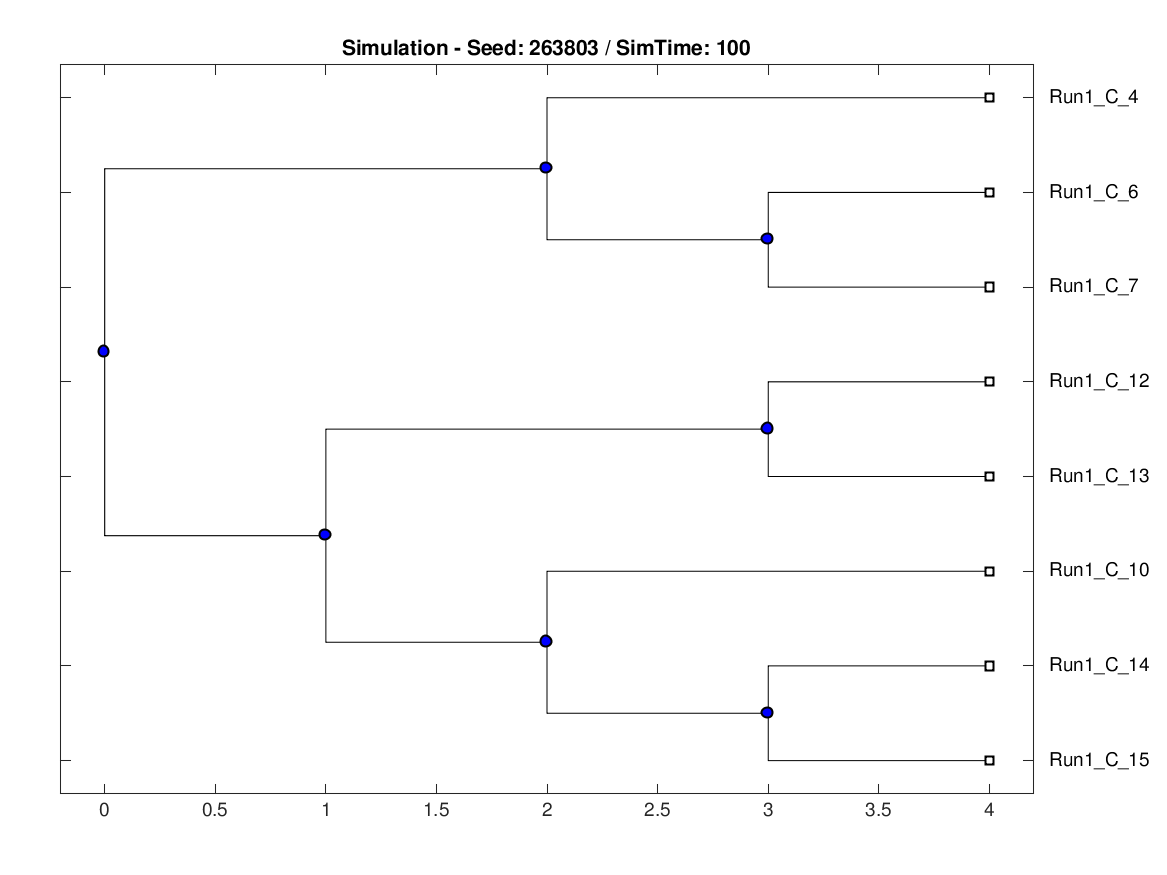 Simulation - Seed: 263803 / SimTime: 100
Run1_C_4
Run1_C_6
Run1_C_7
Run1_C_12
Run1_C_13
Run1_C_10
Run1_C_14
Run1_C_15
0 0.5 1 1.5 2 2.5 3 3.5 4